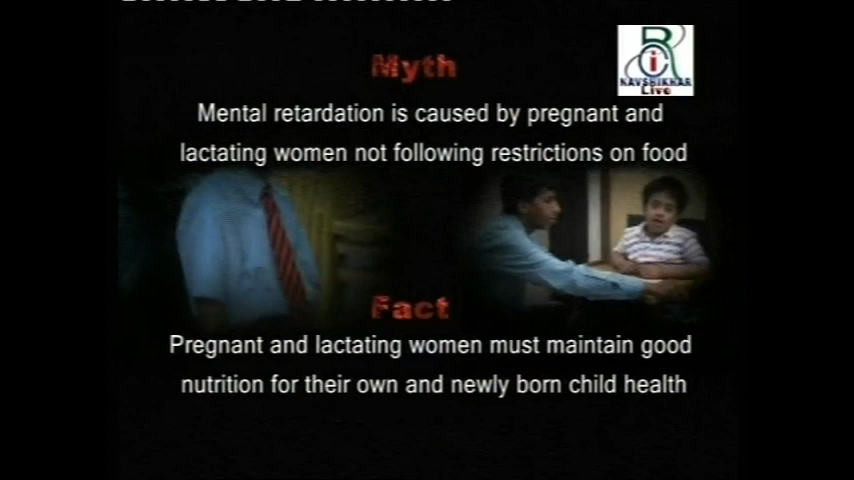 Myth
Mental retardation is caused by pregnant and
lactating women not following restrictions on food
Fact
Pregnant and lactating women must maintain good
nutrition for their own and newly born child health
RCi
NAVSHIKHAR
Live